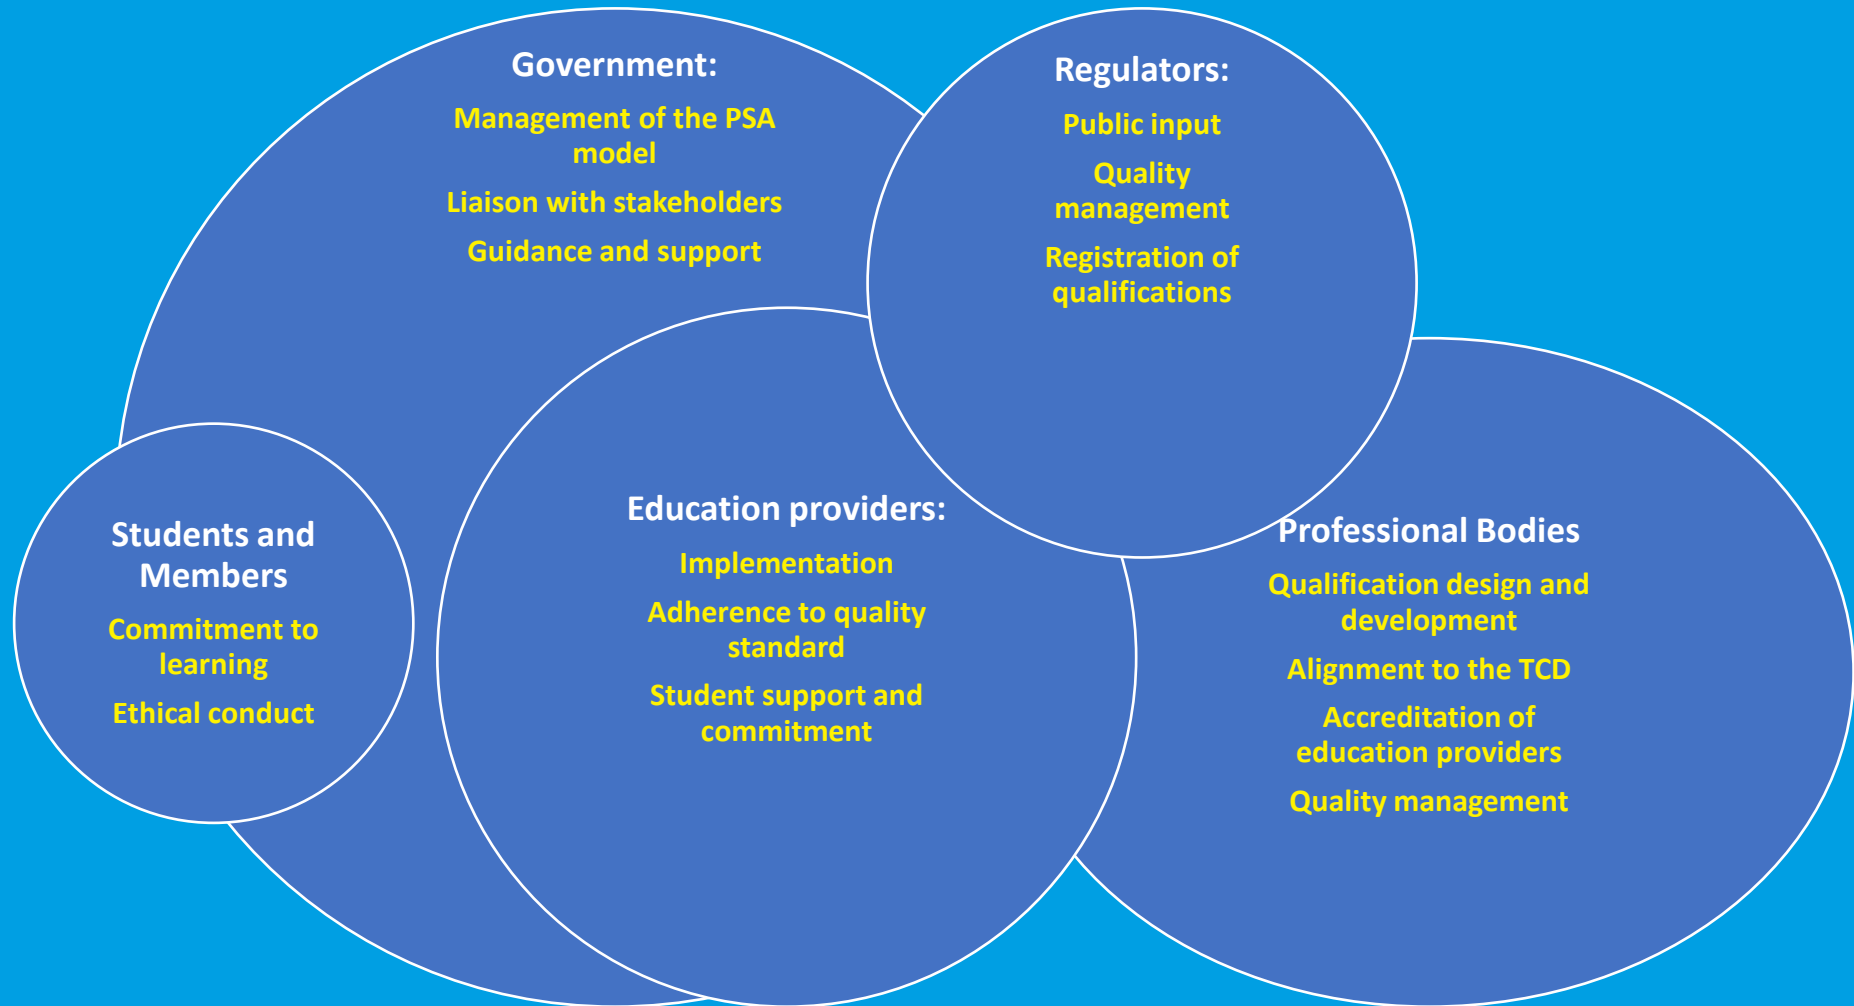 Government:
Management of the PSA
model
Liaison with stakeholders
Guidance and support
Regulators:
Public input
Quality
management
Registration of
qualifications
Students and
Members
Commitment to
learning
Ethical conduct
Education providers:
Implementation
Adherence to quality
standard
Student support and
commitment
Professional Bodies
Qualification design and
development
Alignment to the TCD
Accreditation of
education providers
Quality management